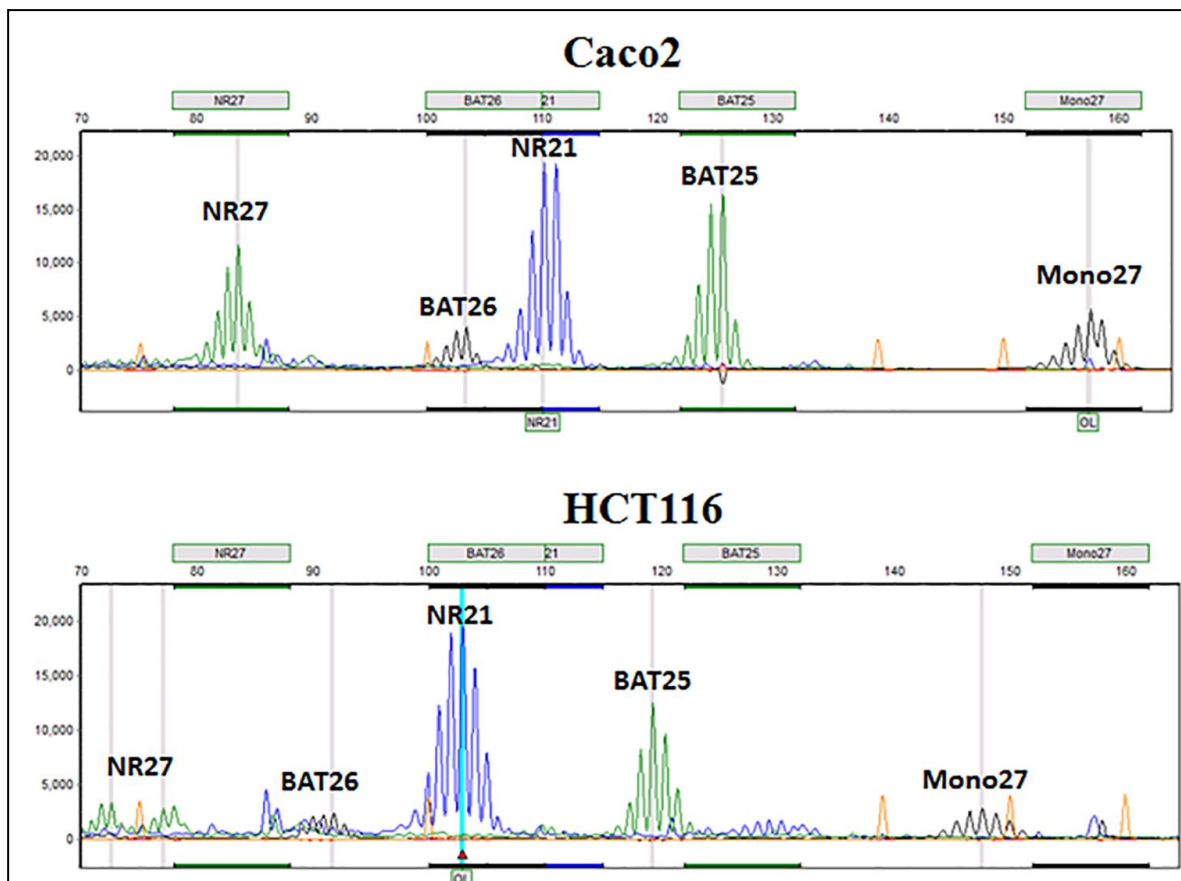 Caco2
NR27 BAT26 21 BAT25 Mono27
70 80 90 100 110 120 130 140 150 160
20,000
NR21
BAT25
15,000
NR27
10,000
Mono27
BAT26
5,000
0
NR21 OL
HCT116
NR27 BAT26 21 BAT25 Mono27
70 80 90 100 110 120 130 140 150 160
NR21
20,000
15,000
BAT25
10,000
NR27 BAT26 Mono27
5,000
0
OL